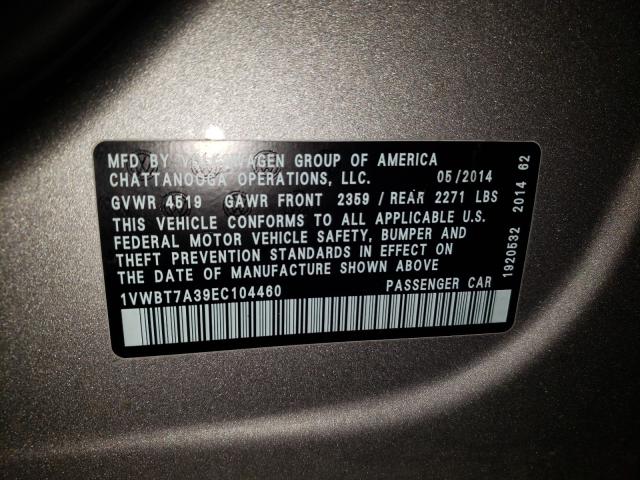 MFD BY VOLKSWAGEN GROUP OF AMERICA
CHATTANOOGA OPERATIONS, LLC. 05/2014
GVWR 4519 GAWR FRONT 2359 / REAR 2271 LBS
THIS VEHICLE CONFORMS TO ALL APPLICABLE U.S.
FEDERAL MOTOR VEHICLE SAFETY, BUMPER AND
THEFT PREVENTION STANDARDS IN EFFECT ON
THE DATE OF MANUFACTURE SHOWN ABOVE
1VWBT7A39EC104460 PASSENGER CAR
1920532 2014 62